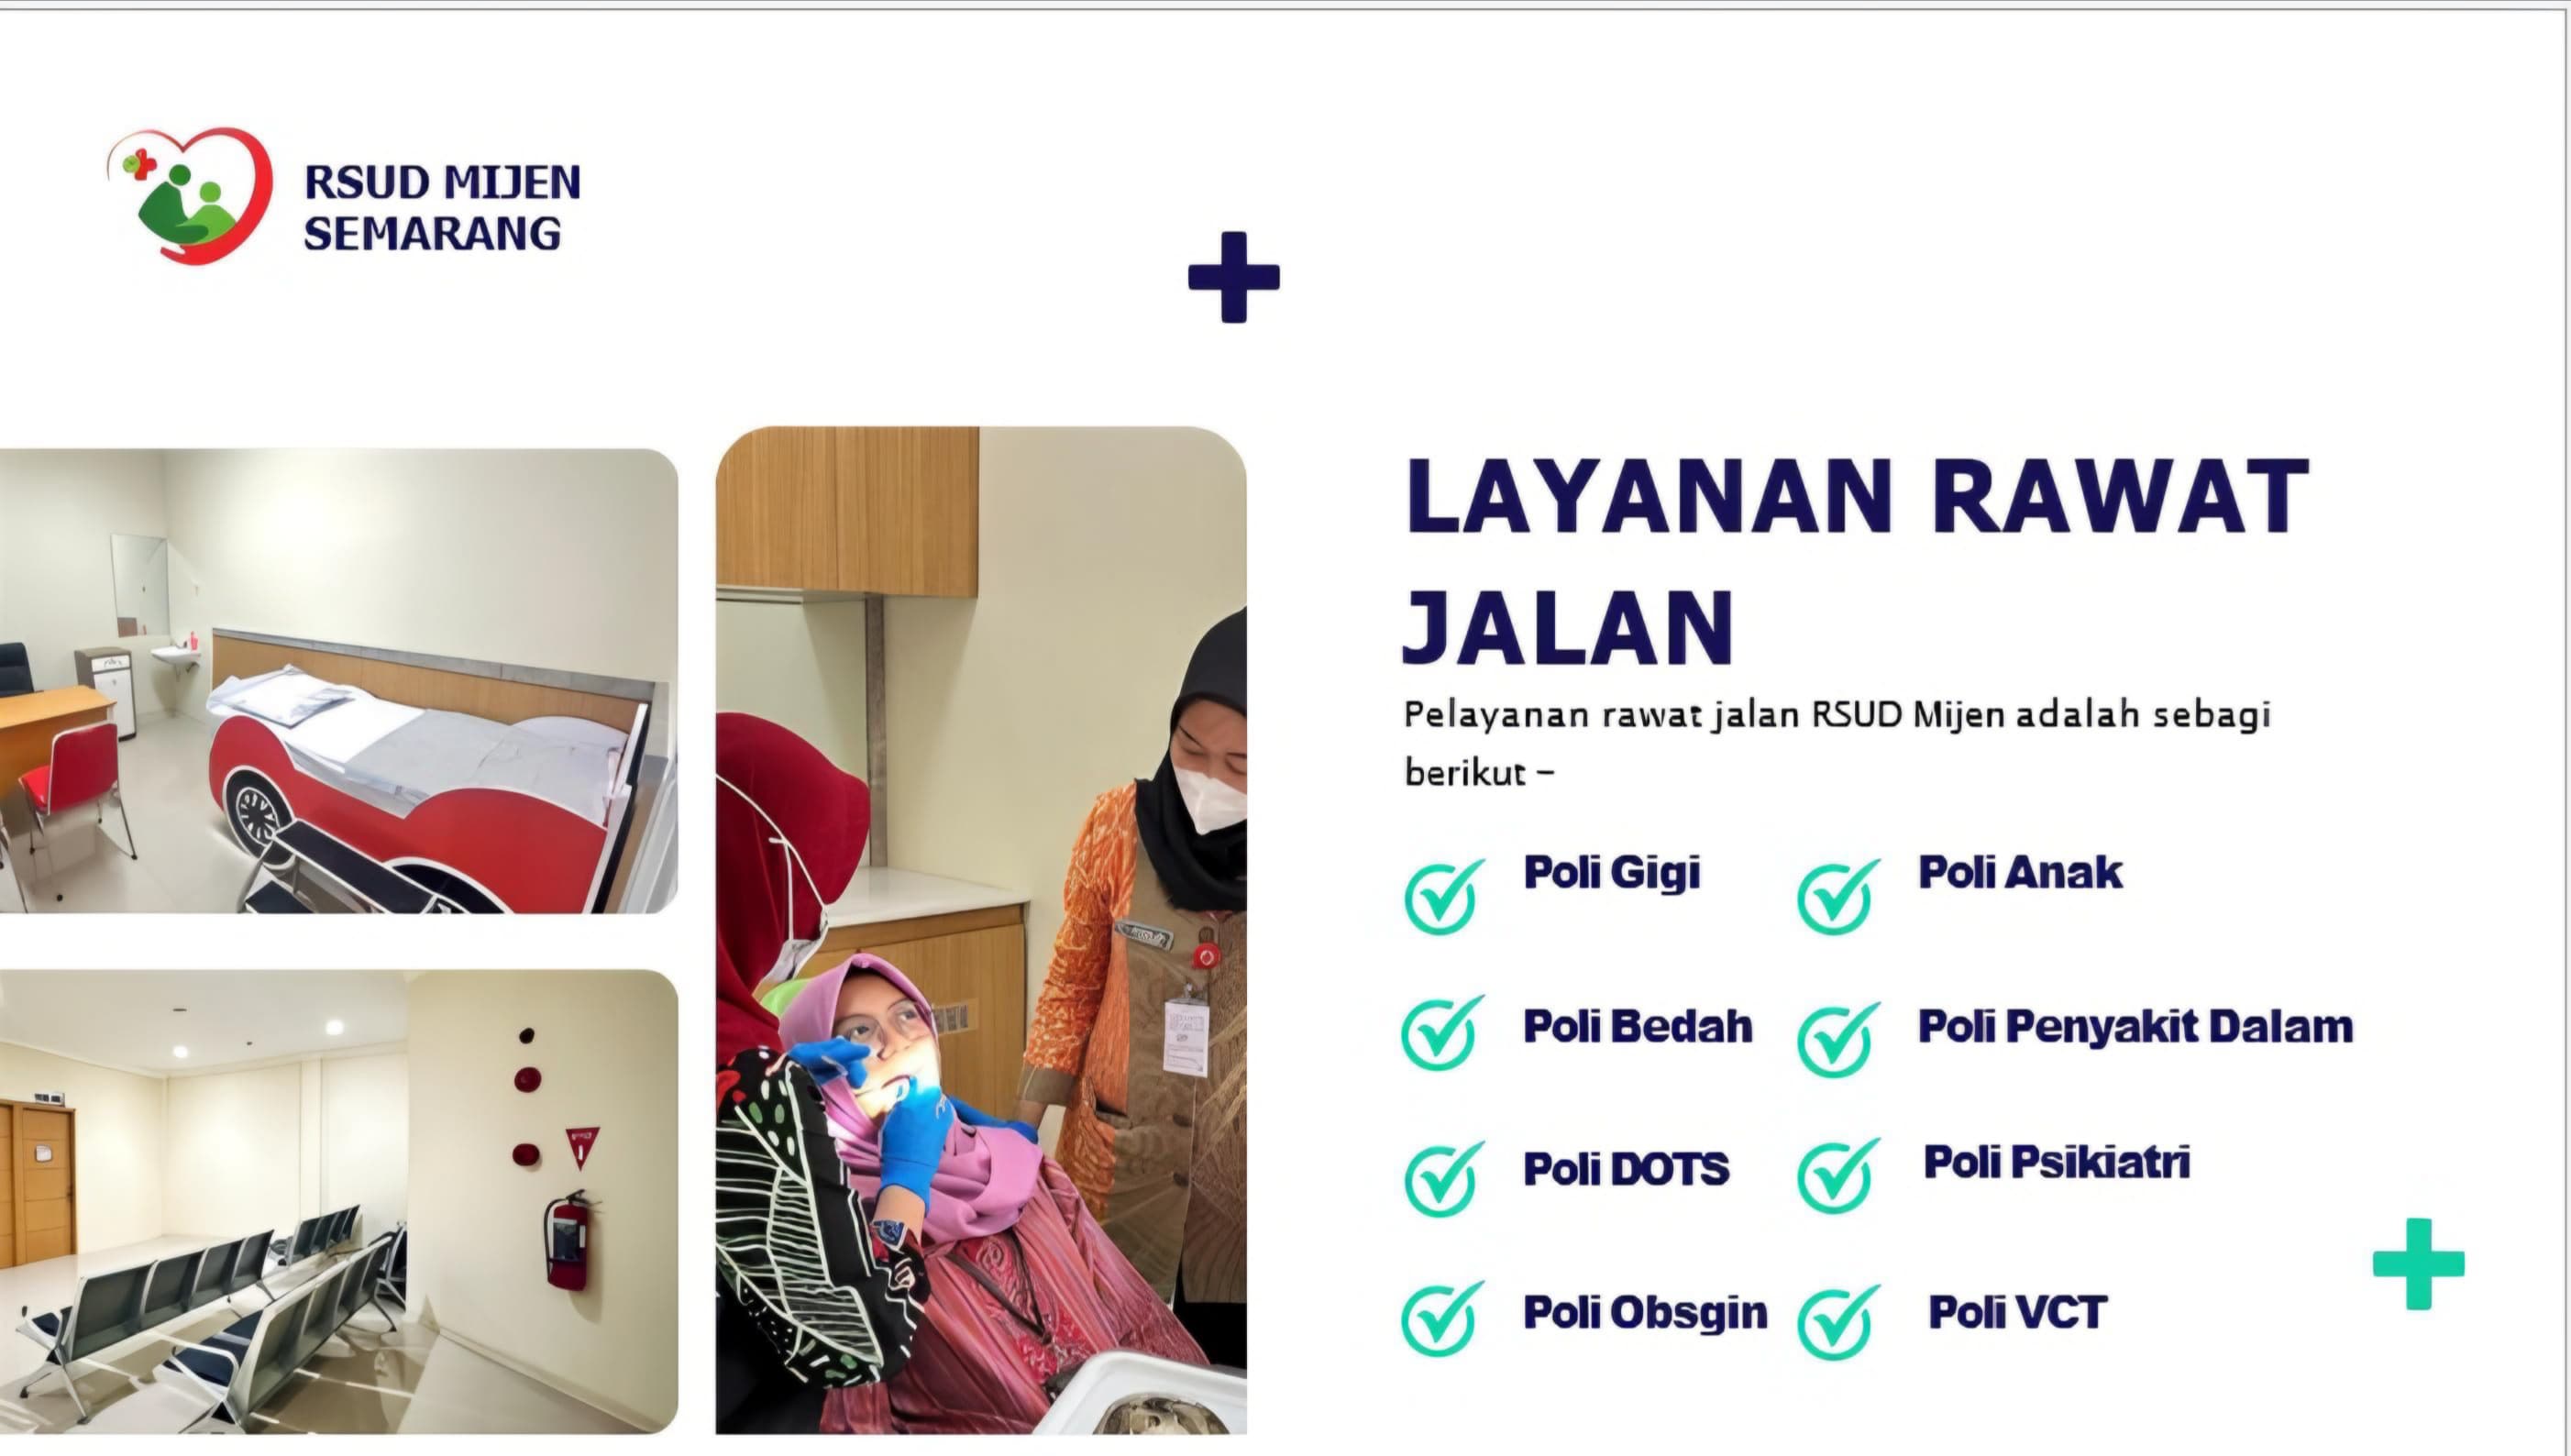 RSUD MIJEN
SEMARANG
LAYANAN RAWAT
JALAN
Pelayanan rawat jalan RSUD Mijen adalah sebagi
berikut –
Poli Gigi
Poli Anak
Poli Bedah
Poli Penyakit Dalam
Poli DOTS
Poli Psikiatri
Poli Obsgin
Poli VCT